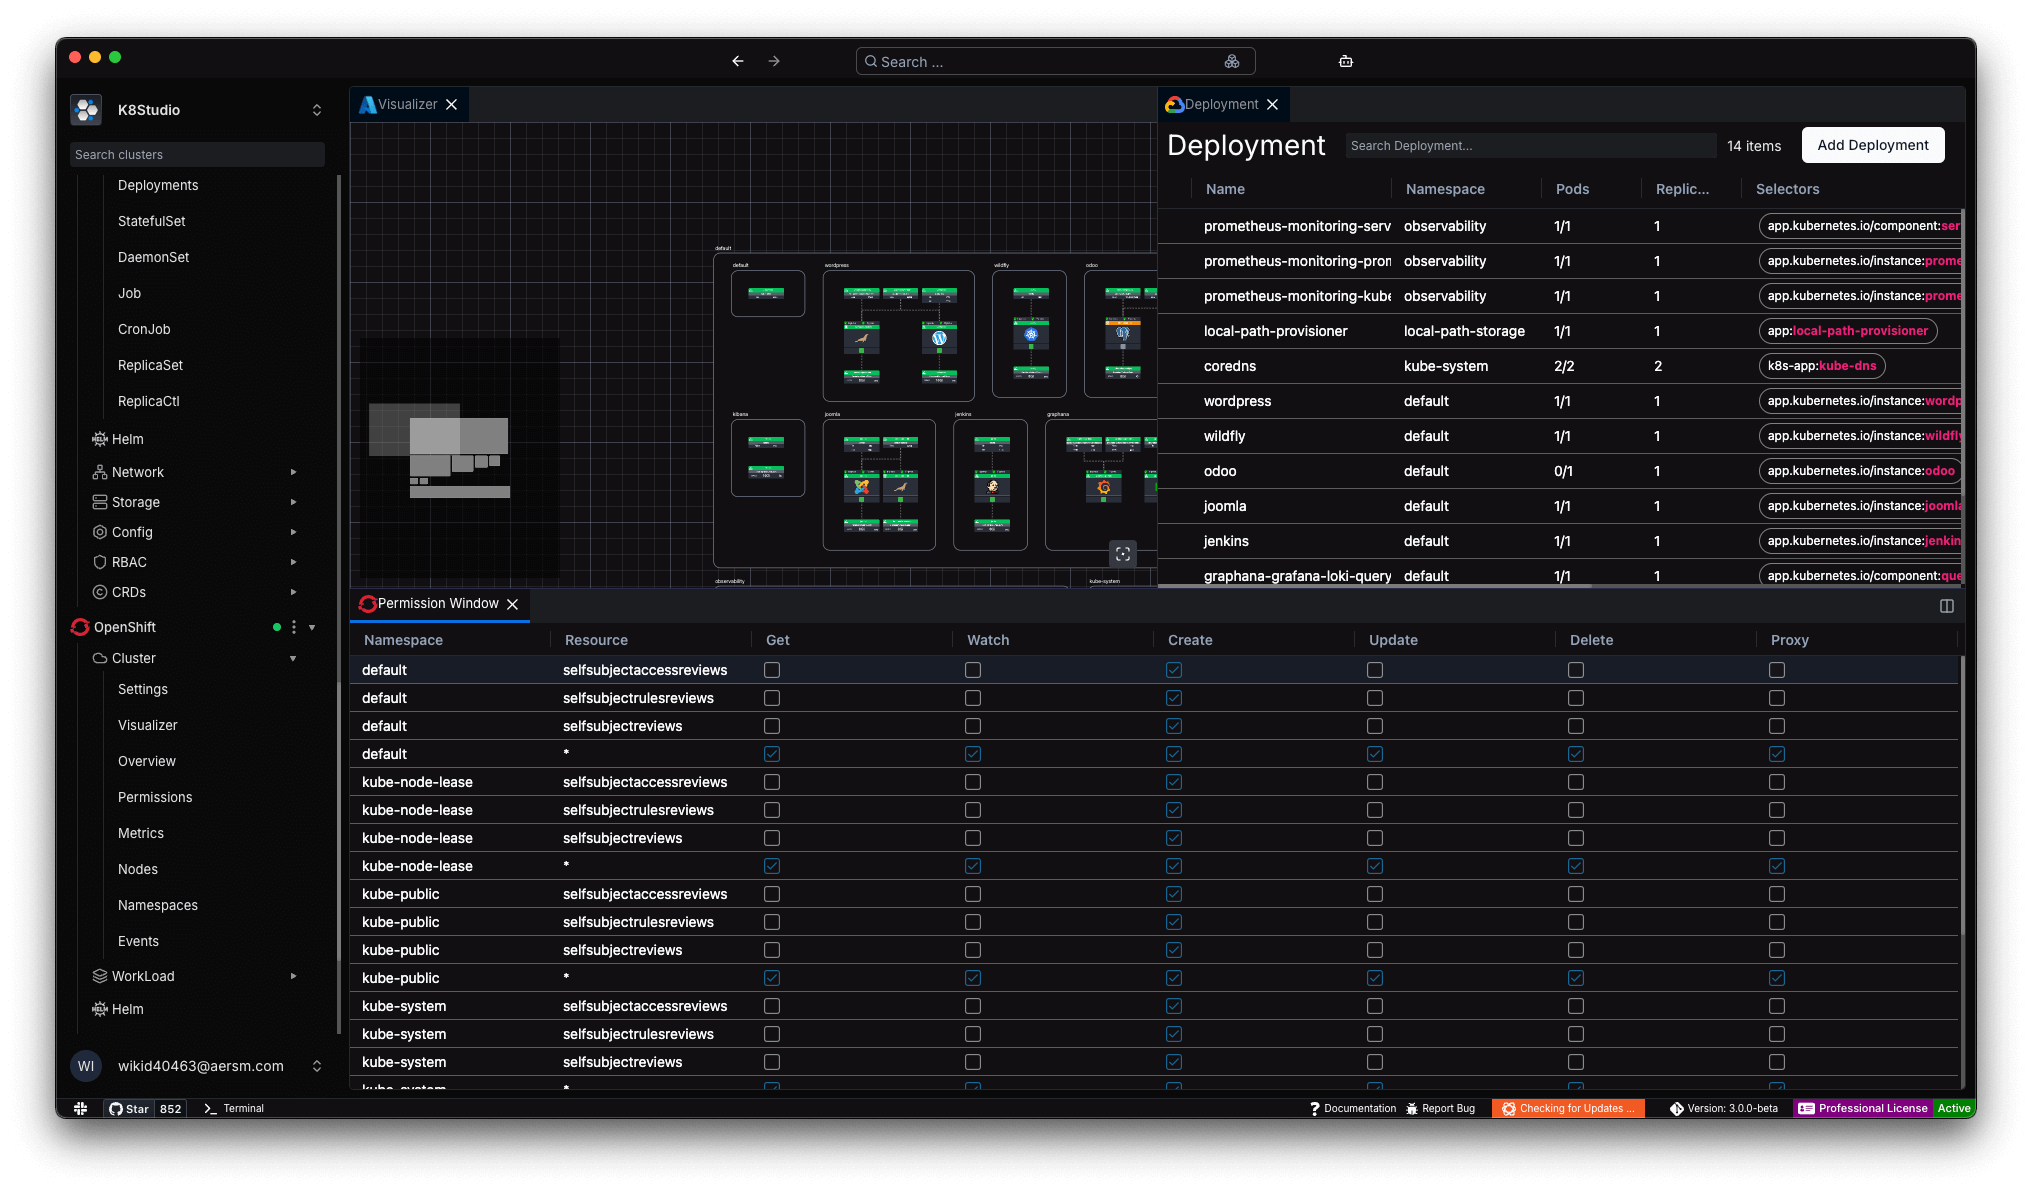 Search ...
K8Studio
Search clusters
Deployments
StatefulSet
DaemonSet
Job
CronJob
ReplicaSet
ReplicaCtl
Helm
Network
Storage
Config
RBAC
CRDs
OpenShift
Cluster
Settings
Visualizer
Overview
Permissions
Metrics
Nodes
Namespaces
Events
WorkLoad
Helm
WI wikid40463@aersm.com
Visualizer
default
default
wordpress
wildfly
odoo
kibana
joomla
jenkins
graphana
observability
kube-system
Deployment
Deployment
Search Deployment...
14 items
Add Deployment
Name Namespace Pods Replic... Selectors
prometheus-monitoring-serv observability 1/1 1 app.kubernetes.io/component:ser
prometheus-monitoring-pron observability 1/1 1 app.kubernetes.io/instance:prome
prometheus-monitoring-kube observability 1/1 1 app.kubernetes.io/instance:prome
local-path-provisioner local-path-storage 1/1 1 app:local-path-provisioner
coredns kube-system 2/2 2 k8s-app:kube-dns
wordpress default 1/1 1 app.kubernetes.io/instance:wordp
wildfly default 1/1 1 app.kubernetes.io/instance:wildfly
odoo default 0/1 1 app.kubernetes.io/instance:odoo
joomla default 1/1 1 app.kubernetes.io/instance:joomla
jenkins default 1/1 1 app.kubernetes.io/instance:jenkin
graphana-grafana-loki-query default 1/1 1 app.kubernetes.io/component:que
Permission Window
Namespace Resource Get Watch Create Update Delete Proxy
default selfsubjectaccessreviews
default selfsubjectrulesreviews
default selfsubjectreviews
default *
kube-node-lease selfsubjectaccessreviews
kube-node-lease selfsubjectrulesreviews
kube-node-lease selfsubjectreviews
kube-node-lease *
kube-public selfsubjectaccessreviews
kube-public selfsubjectrulesreviews
kube-public selfsubjectreviews
kube-public *
kube-system selfsubjectaccessreviews
kube-system selfsubjectrulesreviews
kube-system selfsubjectreviews
kube-system *
Star 852 Terminal Documentation Report Bug Checking for Updates ... Version: 3.0.0-beta Professional License Active